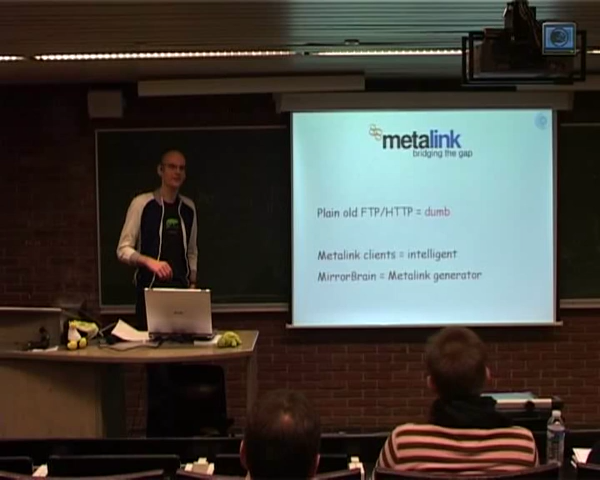 metalink
bridging the gap
Plain old FTP/HTTP = dumb
Metalink clients = intelligent
MirrorBrain = Metalink generator